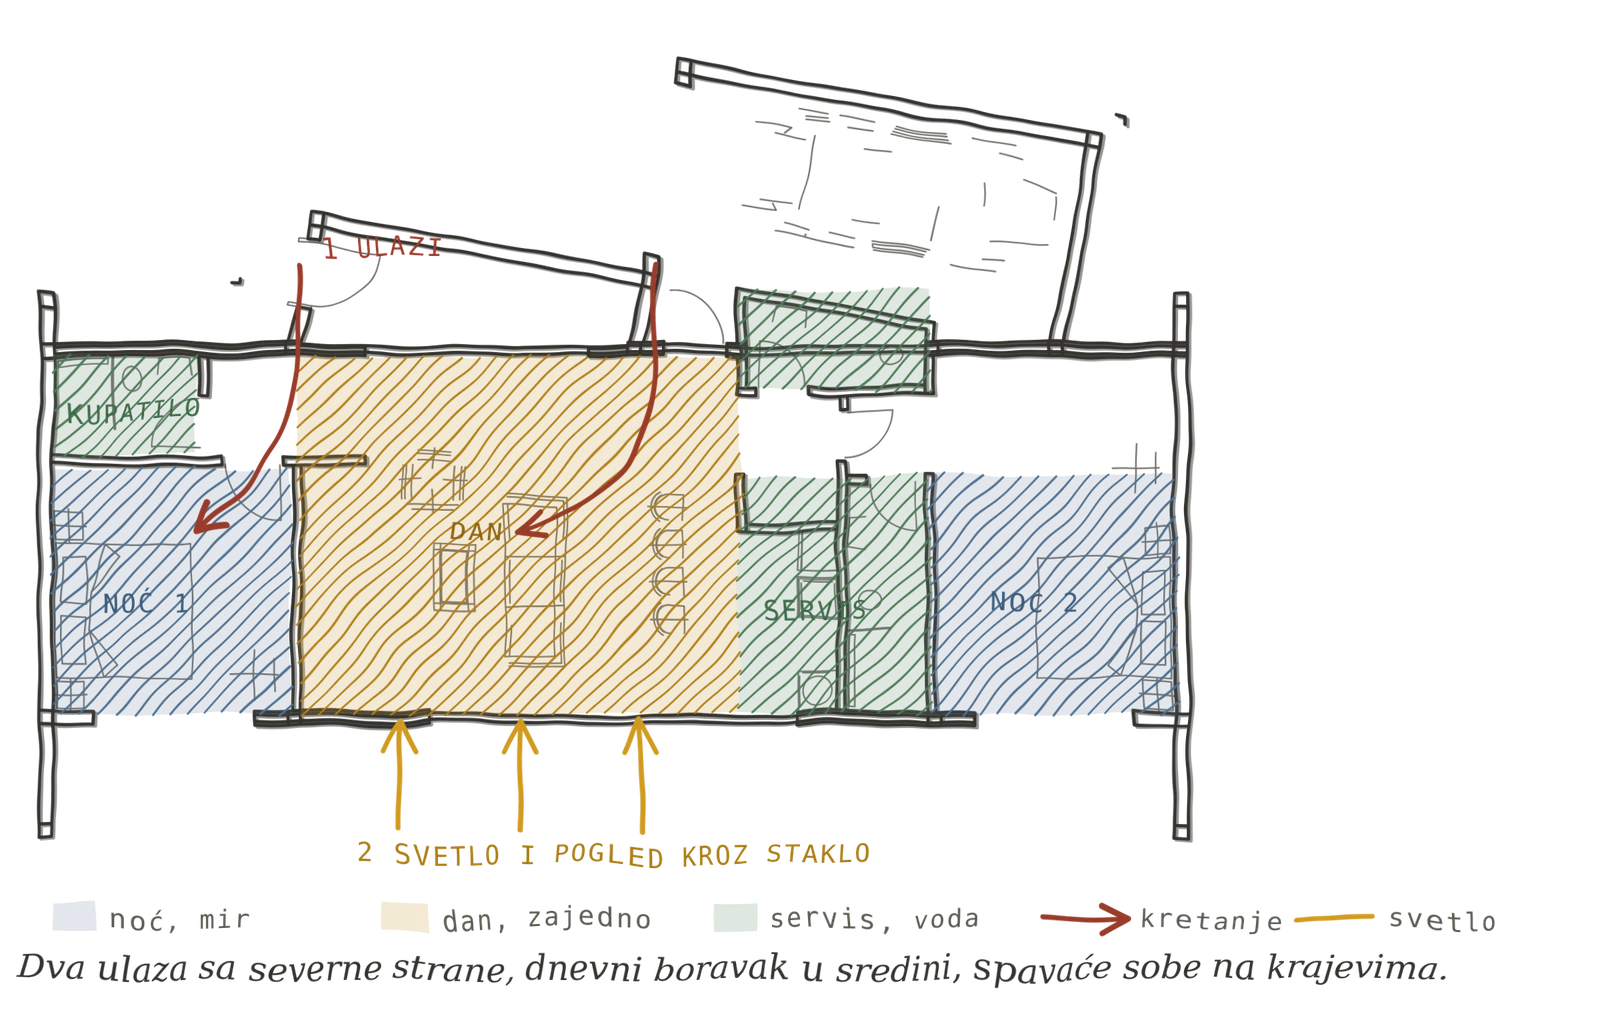 1 ULAZI
KUPATILO
DAN
NOĆ 1
SERVIS
NOĆ 2
2 SVETLO I POGLED KROZ STAKLO
noć, mir
dan, zajedno
servis, voda
kretanje
svetlo
Dva ulaza sa severne strane, dnevni boravak u sredini, spavaće sobe na krajevima.